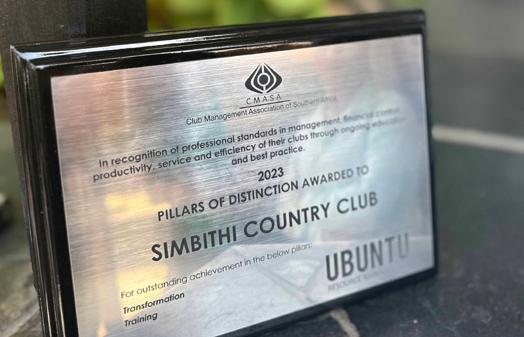 CMASA
Club Management Association of Southern Africa
In recognition of professional standards in management, financial control,
productivity, service and efficiency of their clubs through ongoing education
and best practice.
2023
PILLARS OF DISTINCTION AWARDED TO
SIMBITHI COUNTRY CLUB
For outstanding achievement in the below pillars:
Transformation
Training
UBUNTU
RESOURCE